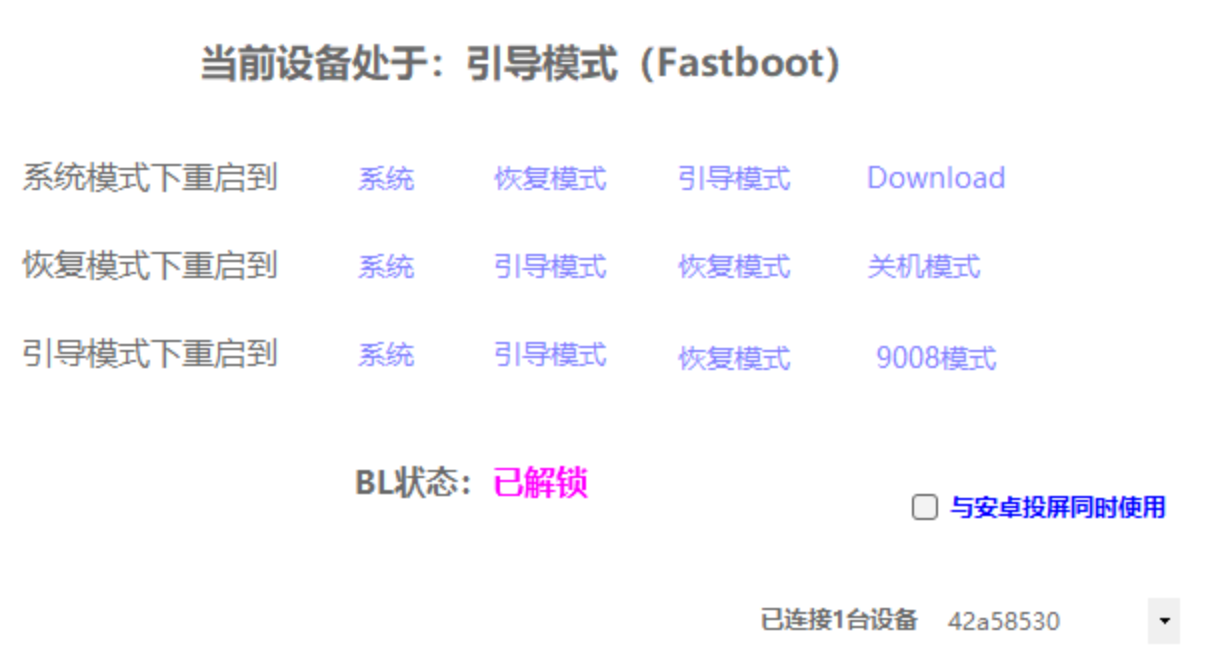 当前设备处于：引导模式（Fastboot）
系统模式下重启到 系统 恢复模式 引导模式 Download
恢复模式下重启到 系统 引导模式 恢复模式 关机模式
引导模式下重启到 系统 引导模式 恢复模式 9008模式
BL状态：已解锁
与安卓投屏同时使用
已连接1台设备 42a58530